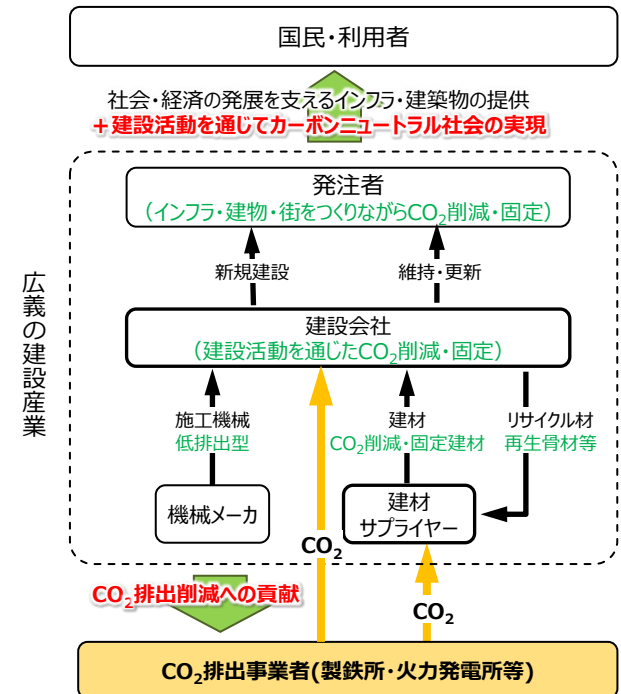 国民・利用者
社会・経済の発展を支えるインフラ・建築物の提供
＋建設活動を通じてカーボンニュートラル社会の実現
広義の建設産業
発注者
（インフラ・建物・街をつくりながらCO2削減・固定）
新規建設
維持・更新
建設会社
（建設活動を通じたCO2削減・固定）
施工機械
低排出型
建材
CO2削減・固定建材
リサイクル材
再生骨材等
機械メーカ
建材
サプライヤー
CO2
CO2排出削減への貢献
CO2
CO2排出事業者(製鉄所・火力発電所等)